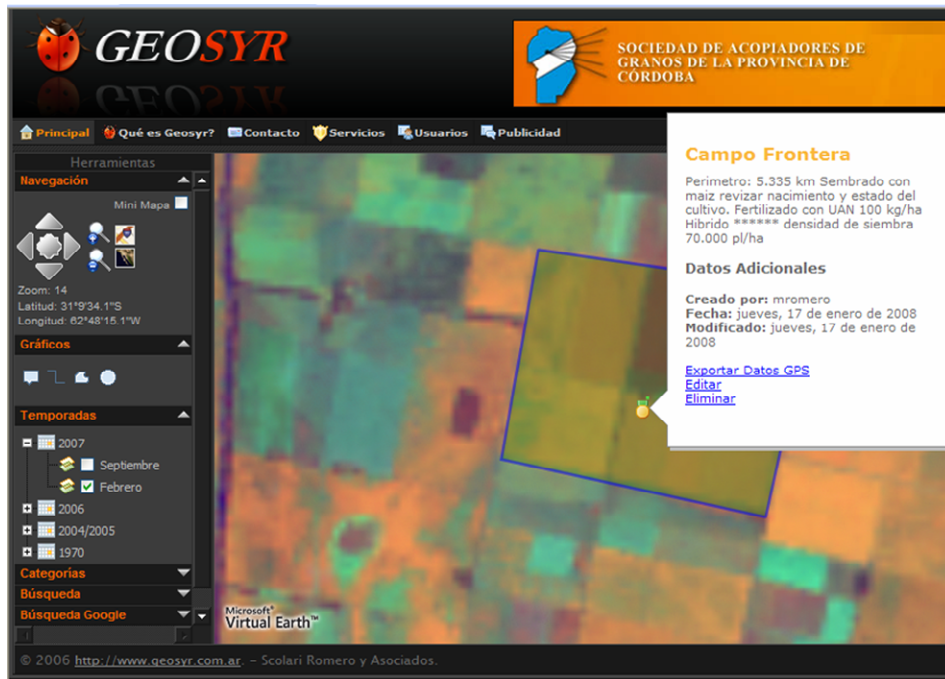 GEOSYR
SOCIEDAD DE ACOPIADORES DE
GRANOS DE LA PROVINCIA DE
CÓRDOBA
Principal Qué es Geosyr? Contacto Servicios Usuarios Publicidad
Herramientas
Navegación
Mini Mapa
Zoom: 14
Latitud: 31°9'34.1"S
Longitud: 62°48'15.1"W
Gráficos
Temporadas
2007
Septiembre
Febrero
2006
2004/2005
1970
Categorías
Búsqueda
Búsqueda Google
Campo Frontera
Perimetro: 5.335 km Sembrado con
maiz revizar nacimiento y estado del
cultivo. Fertilizado con UAN 100 kg/ha
Hibrido ****** densidad de siembra
70.000 pl/ha
Datos Adicionales
Creado por: mromero
Fecha: jueves, 17 de enero de 2008
Modificado: jueves, 17 de enero de
2008
Exportar Datos GPS
Editar
Eliminar
Microsoft®
Virtual Earth™
© 2006 http://www.geosyr.com.ar. – Scolari Romero y Asociados.